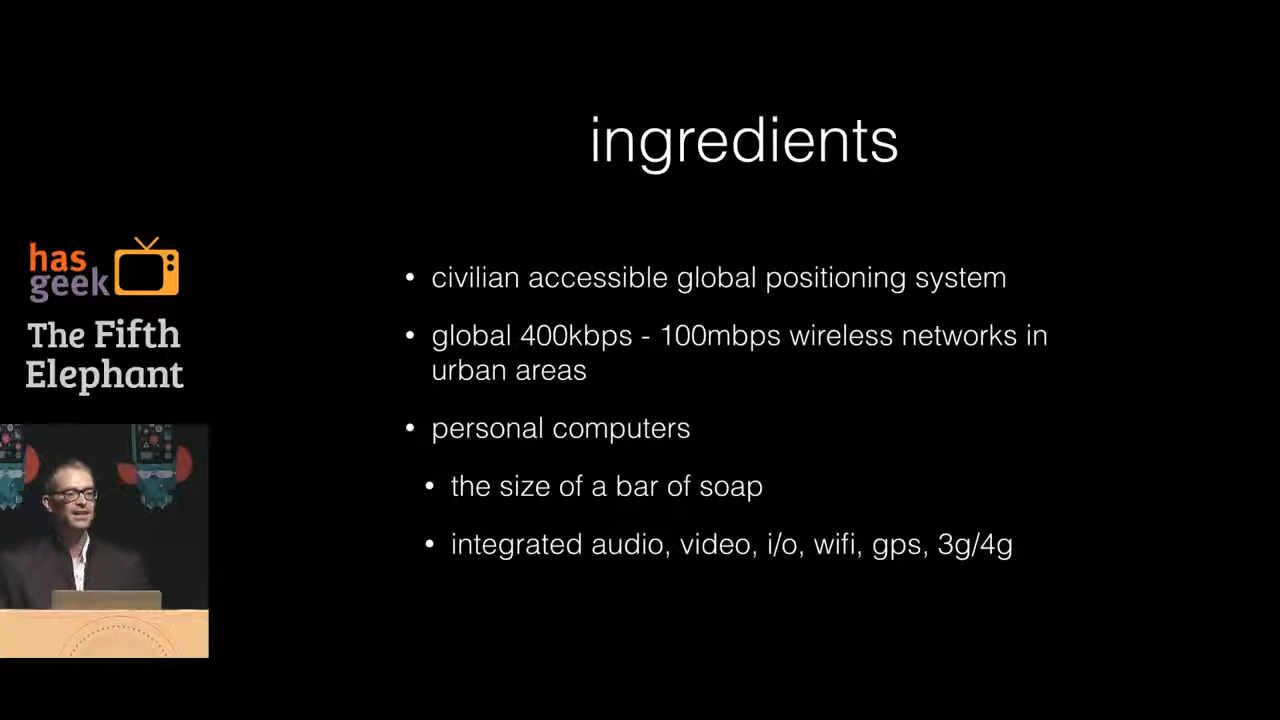 ingredients
has
geek
The Fifth
Elephant
• civilian accessible global positioning system
• global 400kbps - 100mbps wireless networks in
urban areas
• personal computers
• the size of a bar of soap
• integrated audio, video, i/o, wifi, gps, 3g/4g